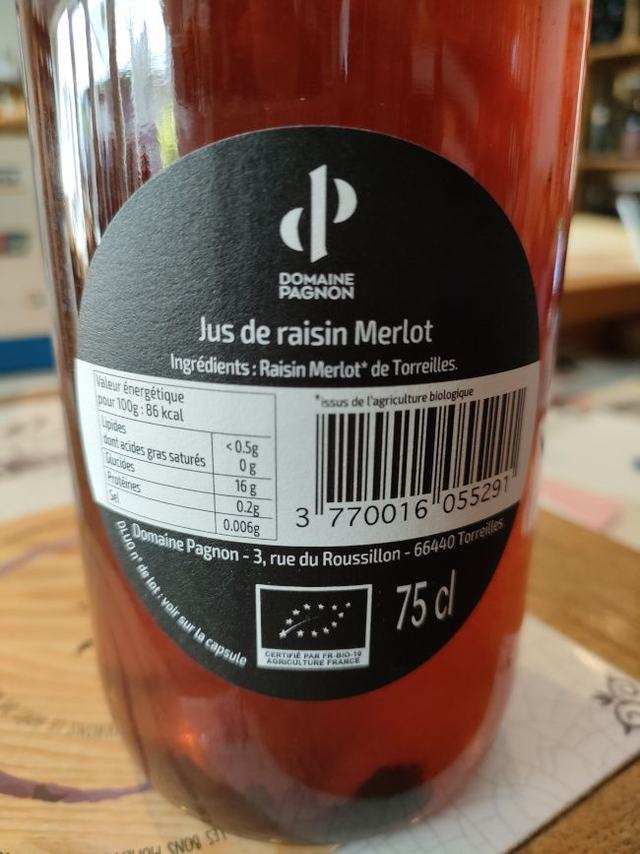 DOMAINE
PAGNON
Jus de raisin Merlot
Ingrédients : Raisin Merlot* de Torreilles.
*issus de l'agriculture biologique
Valeur énergétique
pour 100g : 86 kcal
Lipides <0.5g
dont acides gras saturés 0 g
Glucides 16 g
Protéines 0.2g
Sel 0.006g
3 770016 055291
Domaine Pagnon - 3, rue du Roussillon - 66440 Torreilles
DLUO n° de lot : voir sur la capsule
CERTIFIÉ PAR FR-BIO-10
AGRICULTURE FRANCE
75 cl
LES BONS